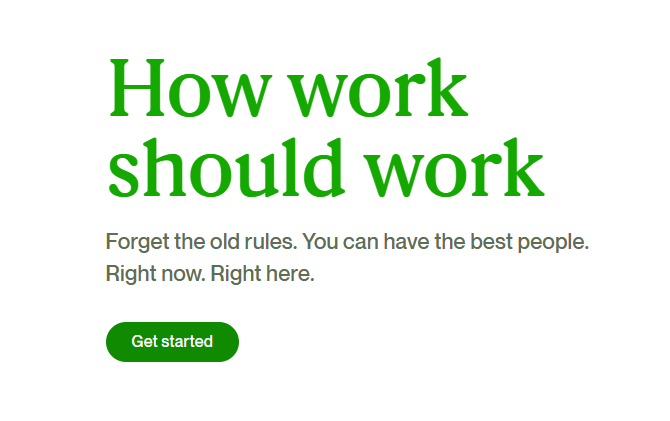 How work
should work
Forget the old rules. You can have the best people.
Right now. Right here.
Get started